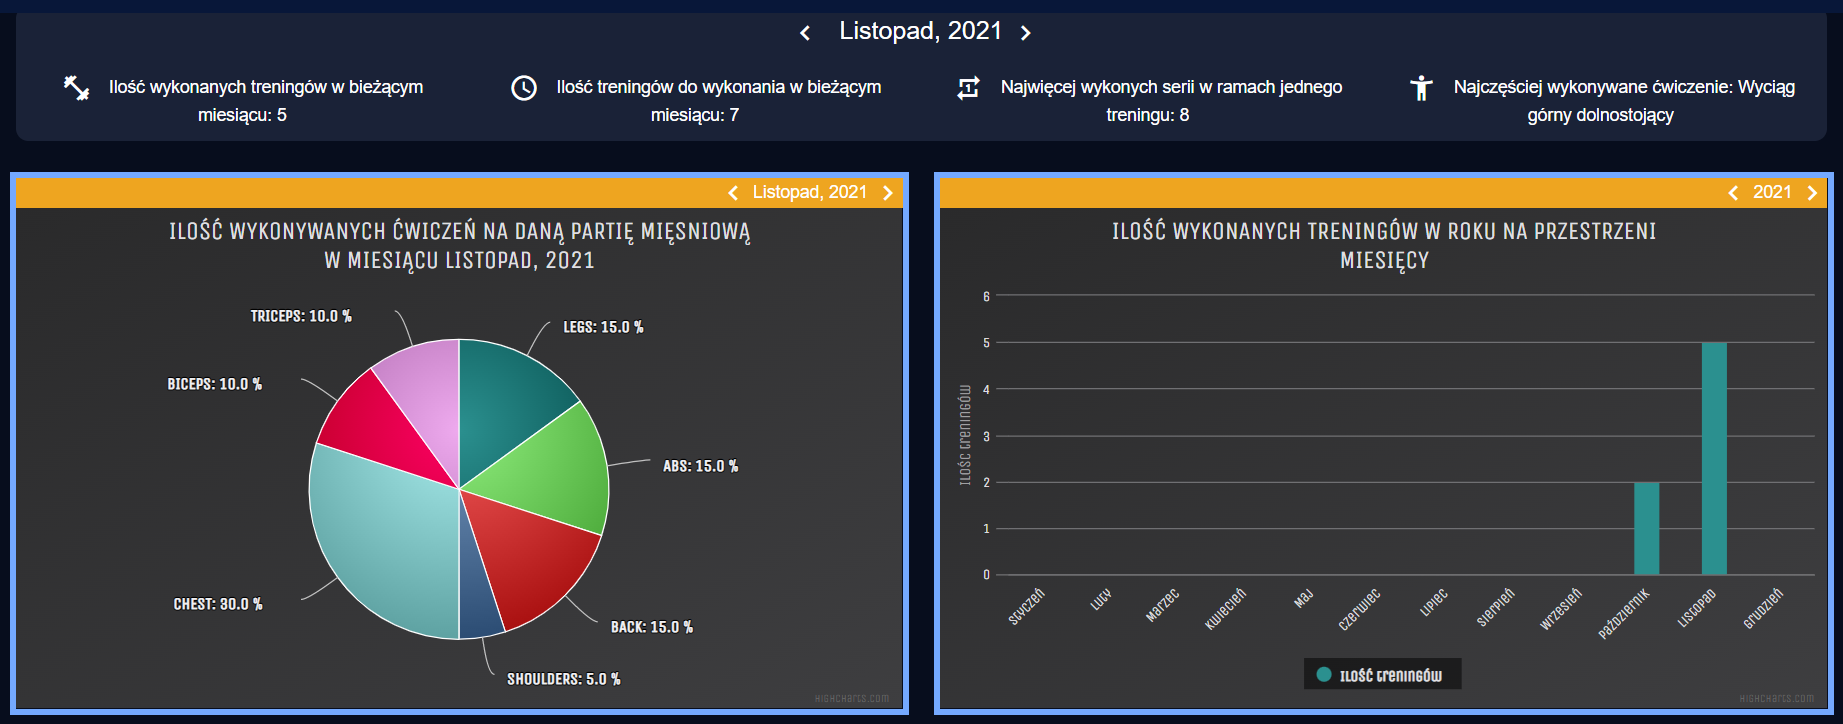 Listopad, 2021
Ilość wykonanych treningów w bieżącym
miesiącu: 5
Ilość treningów do wykonania w bieżącym
miesiącu: 7
Najwięcej wykonych serii w ramach jednego
treningu: 8
Najczęściej wykonywane ćwiczenie: Wyciąg
górny dolnostojący
Listopad, 2021
ILOŚĆ WYKONYWANYCH ĆWICZEŃ NA DANĄ PARTIĘ MIĘSNIOWĄ
W MIESIĄCU LISTOPAD, 2021
TRICEPS: 10.0 %
LEGS: 15.0 %
BICEPS: 10.0 %
ABS: 15.0 %
CHEST: 30.0 %
BACK: 15.0 %
SHOULDERS: 5.0 %
Highcharts.com
2021
ILOŚĆ WYKONANYCH TRENINGÓW W ROKU NA PRZESTRZENI
MIESIĘCY
Ilośc treningów
6
5
4
3
2
1
0
Styczeń
Luty
Marzec
Kwiecień
Maj
Czerwiec
Lipiec
Sierpień
Wrzesień
Październik
Listopad
Grudzień
Ilość treningów
Highcharts.com